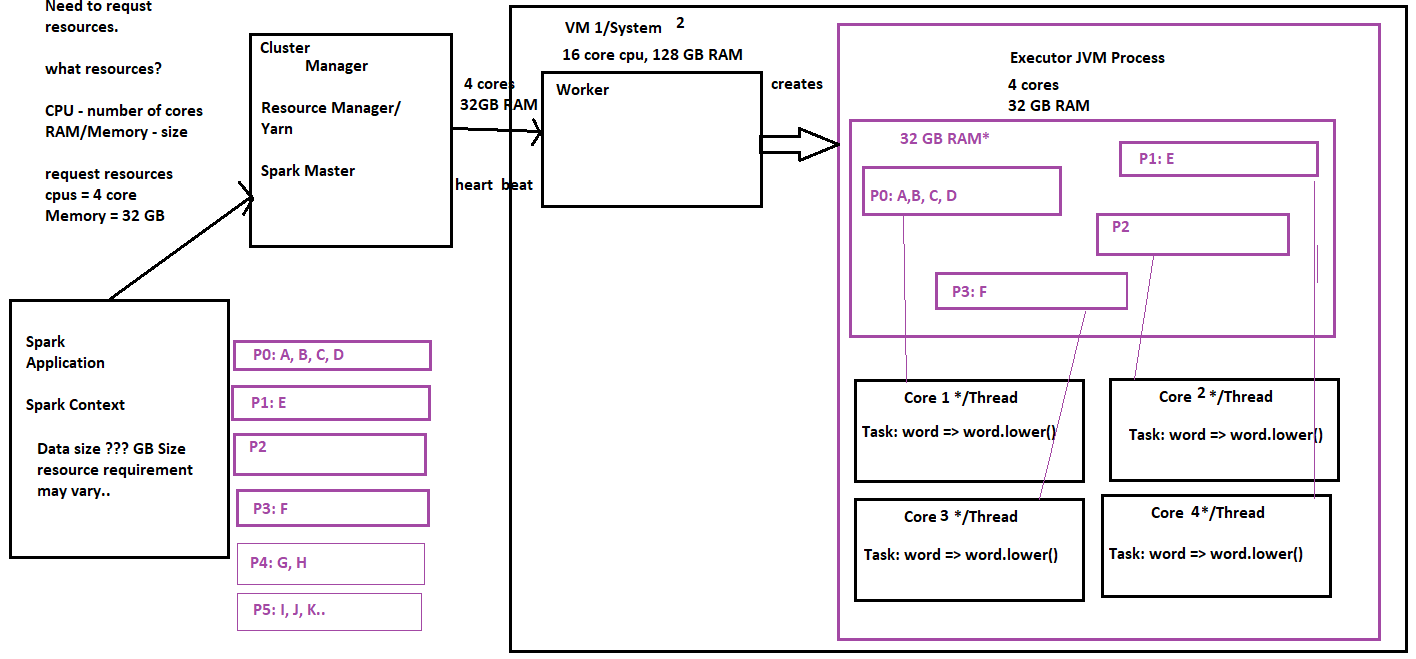 Need to requst
resources.
what resources?
CPU - number of cores
RAM/Memory - size
request resources
cpus = 4 core
Memory = 32 GB
Cluster
Manager
Resource Manager/
Yarn
Spark Master
4 cores
32GB RAM
heart beat
VM 1/System 2
16 core cpu, 128 GB RAM
Worker
creates
Executor JVM Process
4 cores
32 GB RAM
32 GB RAM*
P0: A,B, C, D
P1: E
P2
P3: F
Core 1 */Thread
Task: word => word.lower()
Core 2 */Thread
Task: word => word.lower()
Core 3 */Thread
Task: word => word.lower()
Core 4*/Thread
Task: word => word.lower()
Spark
Application
Spark Context
Data size ??? GB Size
resource requirement
may vary..
P0: A, B, C, D
P1: E
P2
P3: F
P4: G, H
P5: I, J, K..